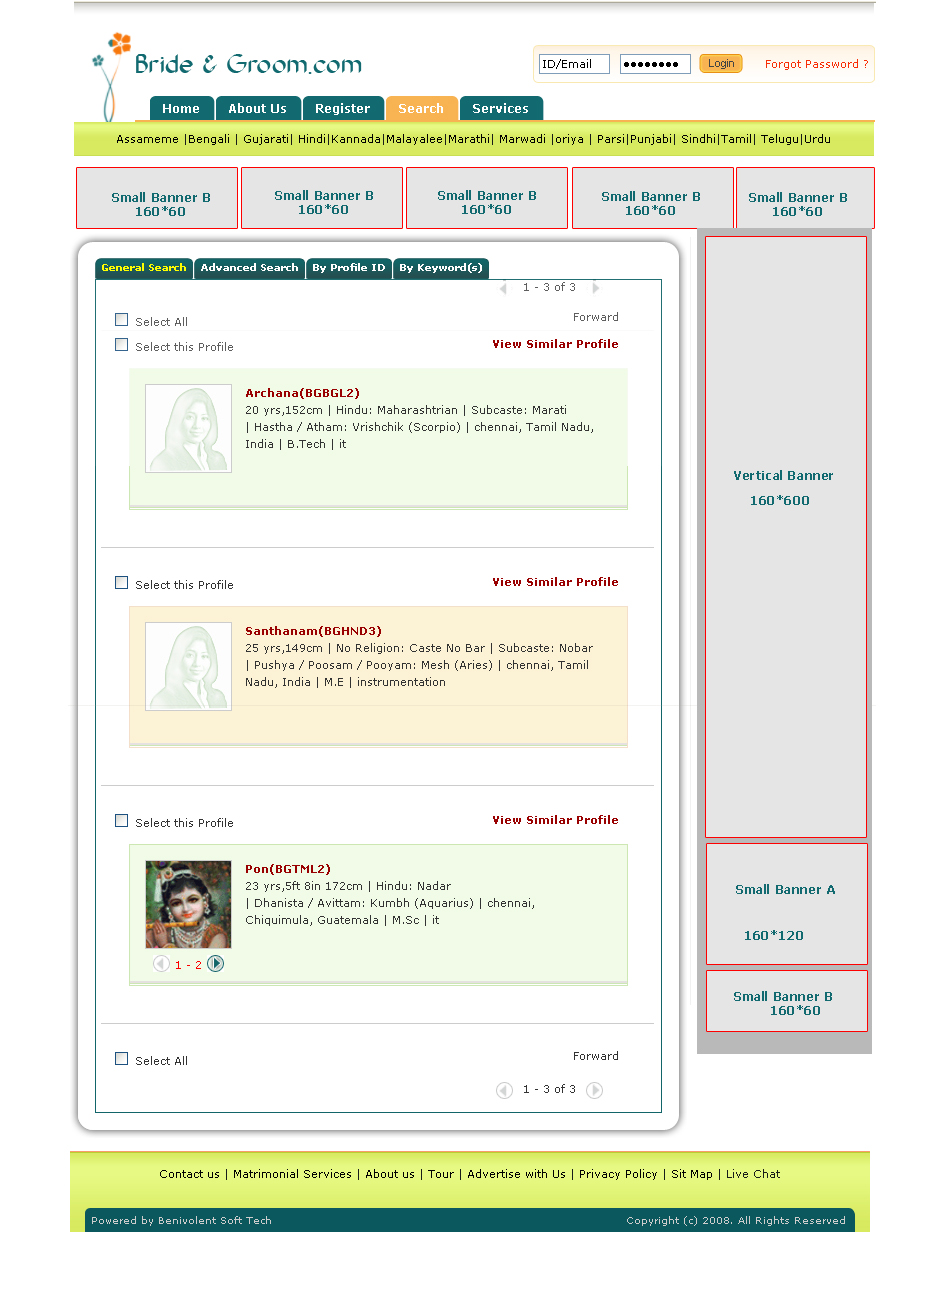 Bride & Groom.com
ID/Email
Login
Forgot Password ?
Home
About Us
Register
Search
Services
Assameme |Bengali | Gujarati| Hindi|Kannada|Malayalee|Marathi| Marwadi |oriya | Parsi|Punjabi| Sindhi|Tamil| Telugu|Urdu
Small Banner B
160*60
Small Banner B
160*60
Small Banner B
160*60
Small Banner B
160*60
Small Banner B
160*60
General Search
Advanced Search
By Profile ID
By Keyword(s)
1 - 3 of 3
Select All
Forward
Select this Profile
View Similar Profile
Archana(BGBGL2)
20 yrs,152cm | Hindu: Maharashtrian | Subcaste: Marati
| Hastha / Atham: Vrishchik (Scorpio) | chennai, Tamil Nadu,
India | B.Tech | it
Select this Profile
View Similar Profile
Santhanam(BGHND3)
25 yrs,149cm | No Religion: Caste No Bar | Subcaste: Nobar
| Pushya / Poosam / Pooyam: Mesh (Aries) | chennai, Tamil
Nadu, India | M.E | instrumentation
Select this Profile
View Similar Profile
Pon(BGTML2)
23 yrs,5ft 8in 172cm | Hindu: Nadar
| Dhanista / Avittam: Kumbh (Aquarius) | chennai,
Chiquimula, Guatemala | M.Sc | it
1 - 2
Select All
Forward
1 - 3 of 3
Vertical Banner
160*600
Small Banner A
160*120
Small Banner B
160*60
Contact us | Matrimonial Services | About us | Tour | Advertise with Us | Privacy Policy | Sit Map | Live Chat
Powered by Benivolent Soft Tech
Copyright (c) 2008. All Rights Reserved